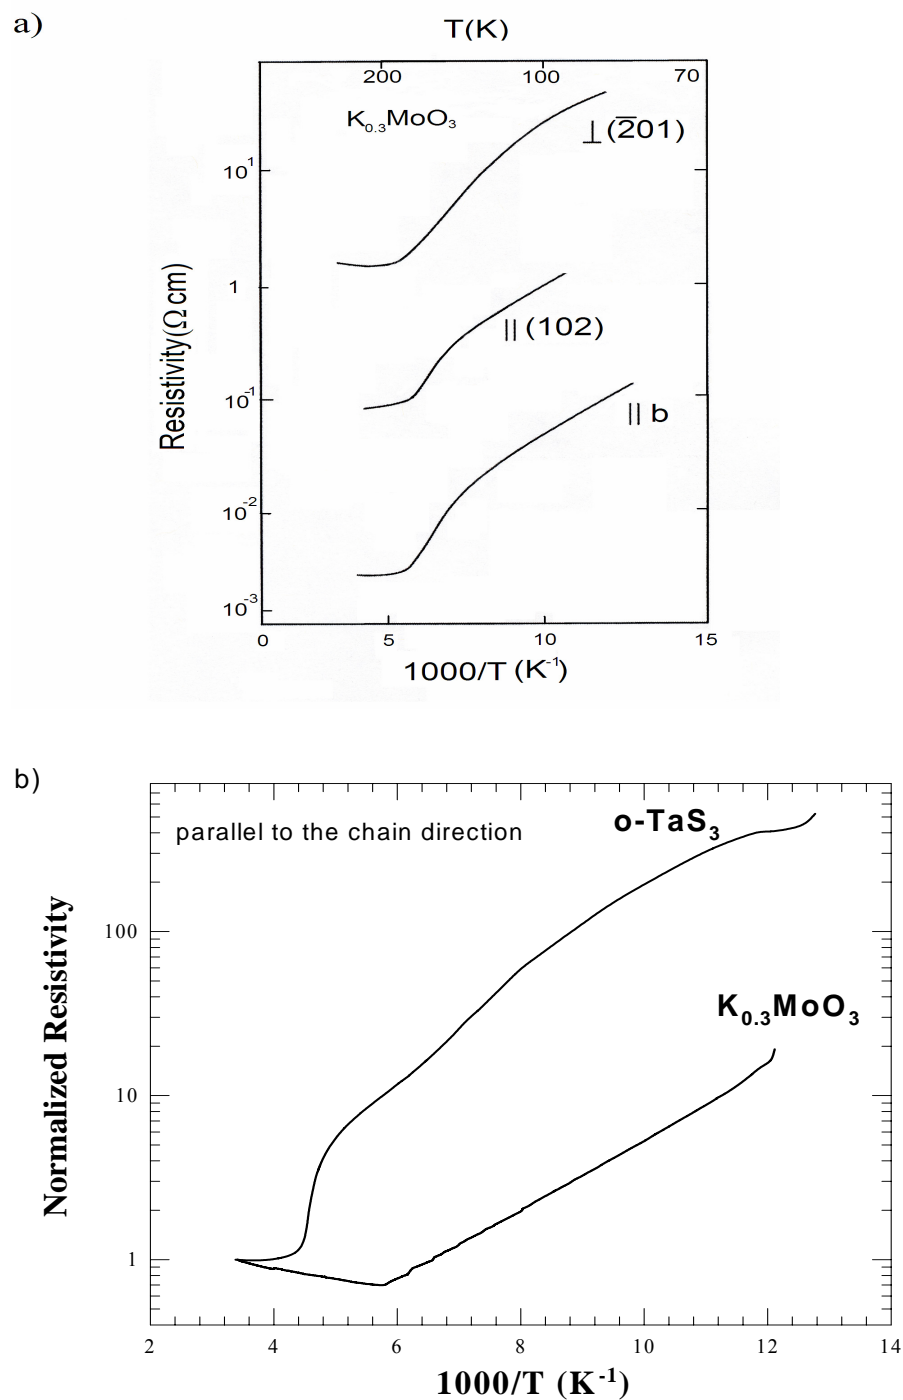 a)
T(K)
200 100 70
K₀.₃MoO₃
⊥(2̅01)
10¹
1
|| (102)
10⁻¹
|| b
10⁻²
10⁻³
Resistivity(Ω cm)
0 5 10 15
1000/T (K⁻¹)
b)
parallel to the chain direction
o-TaS₃
100
K₀.₃MoO₃
10
1
Normalized Resistivity
2 4 6 8 10 12 14
1000/T (K⁻¹)